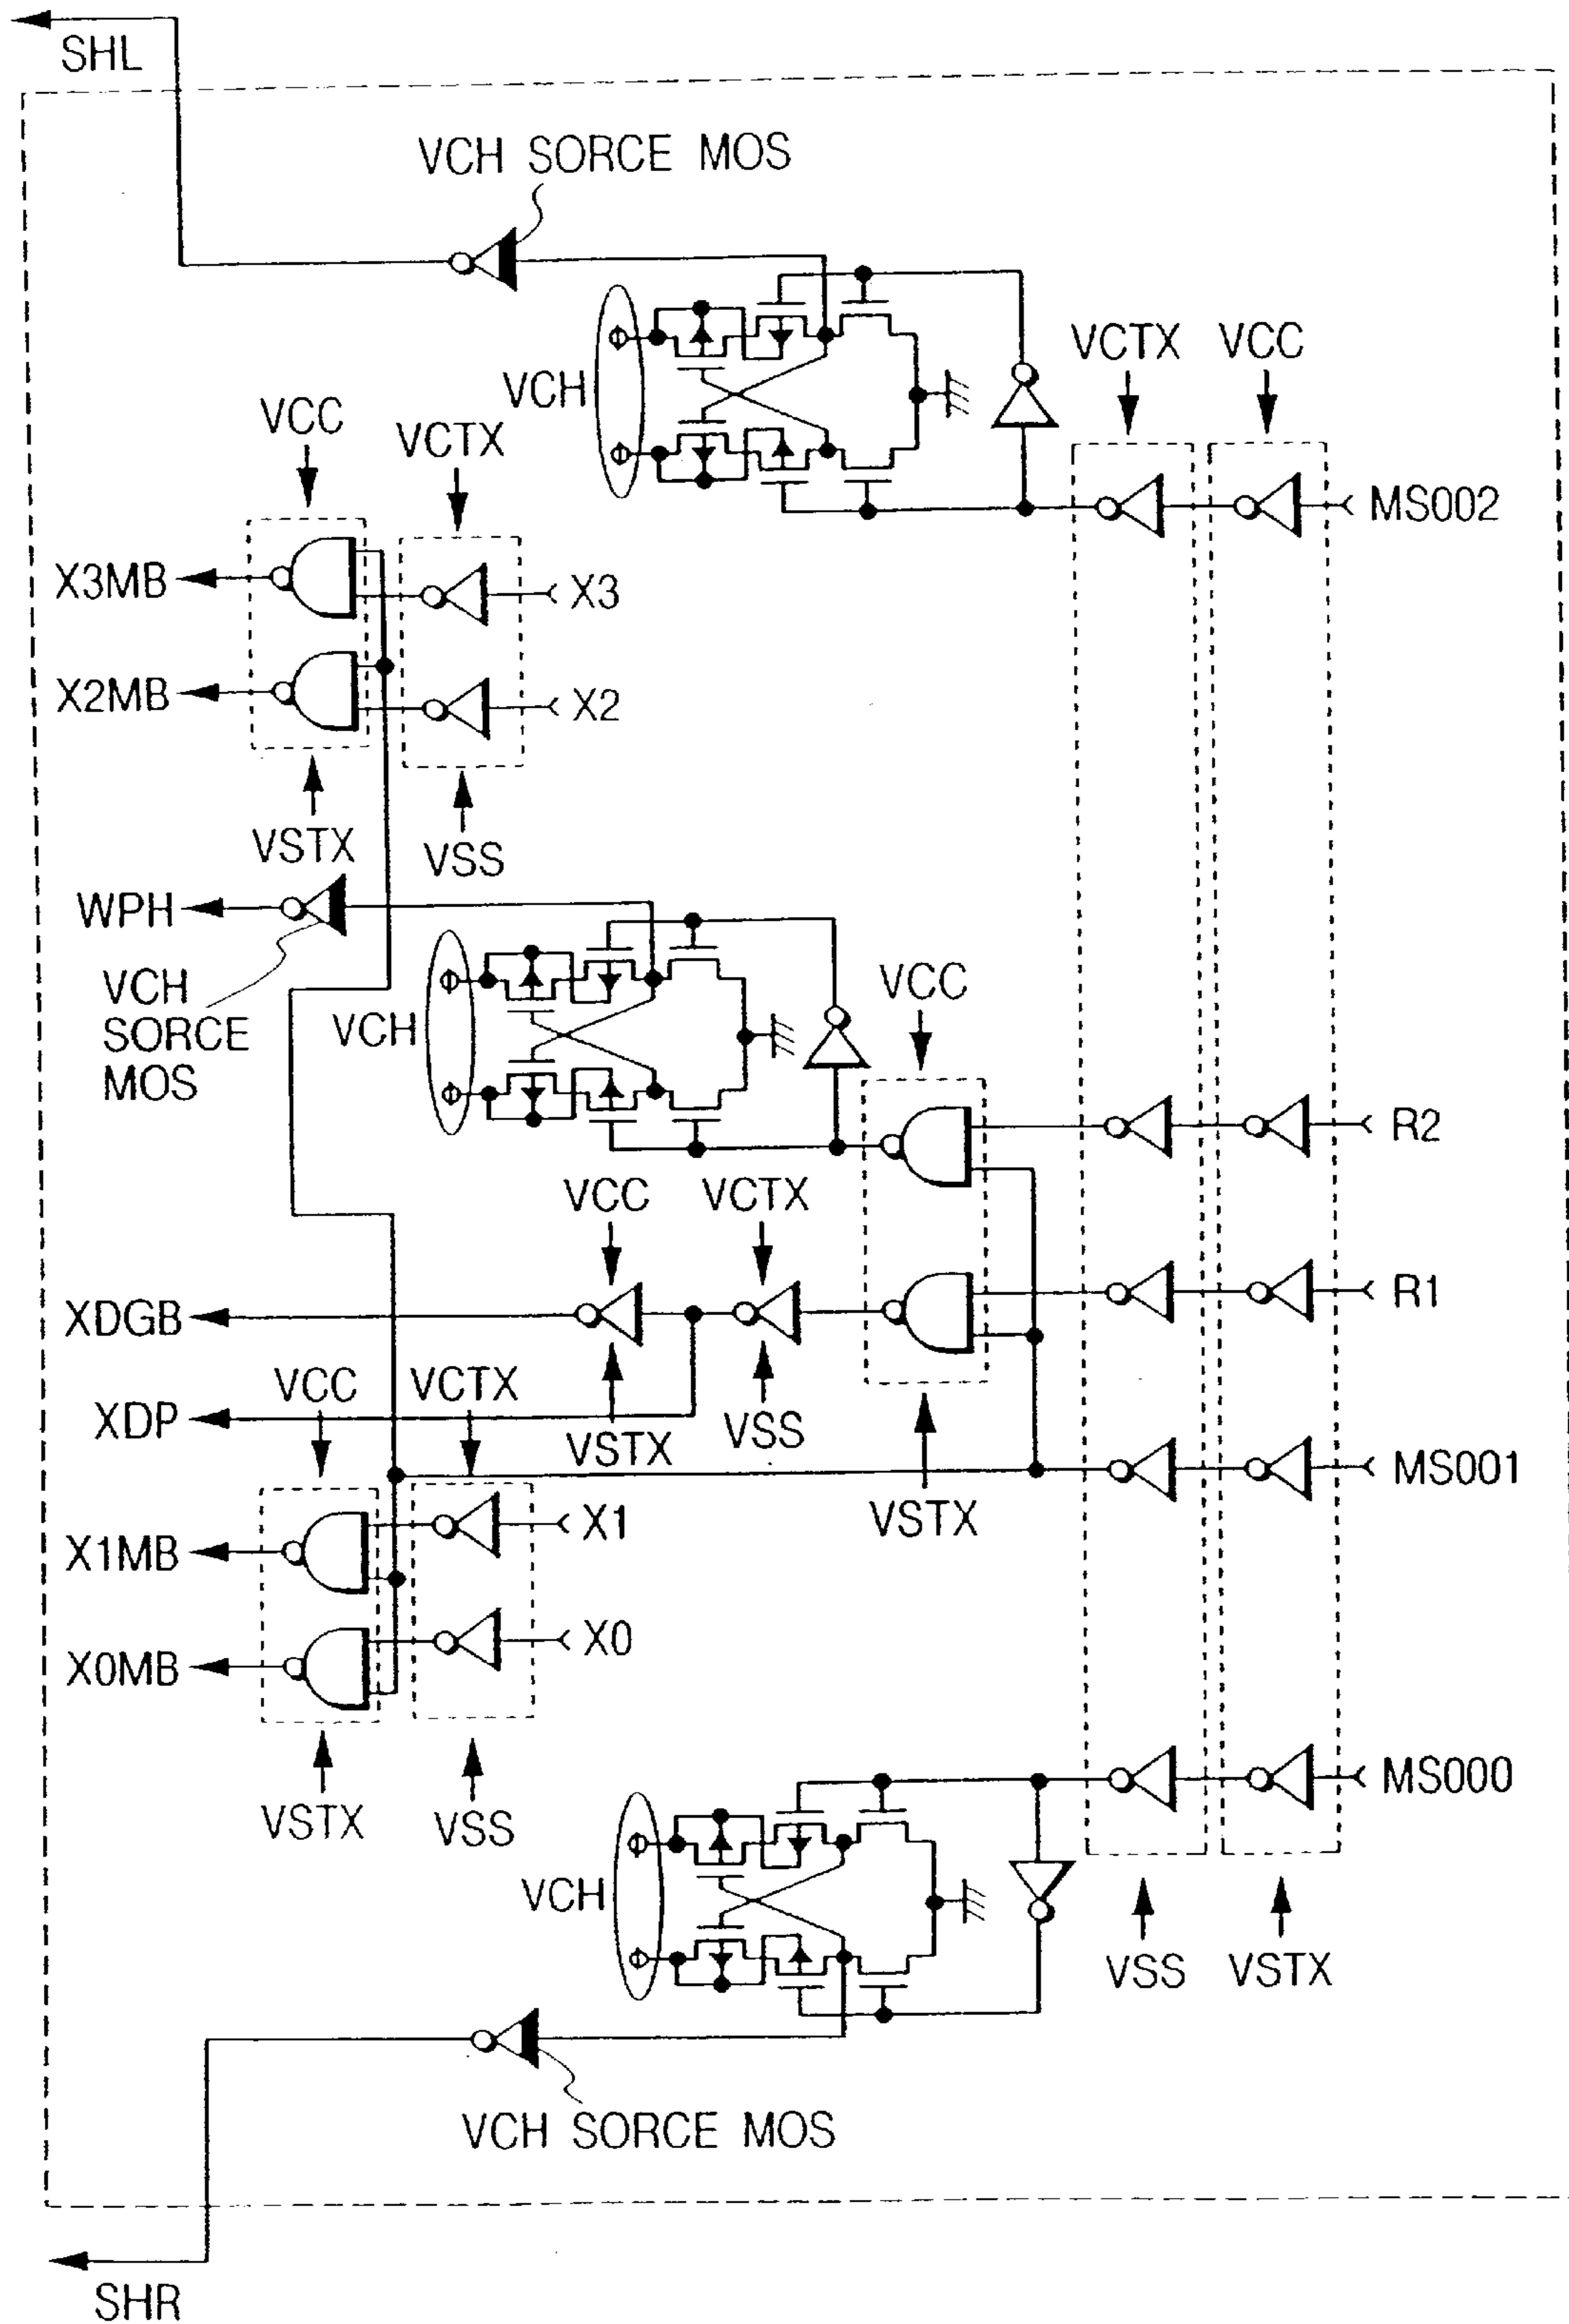 SHL
VCH SORCE MOS
VCTX VCC
VCH
VCC
VCTX
MS002
X3MB
X3
X2MB
X2
VSTX
VSS
WPH
VCC
VCH
SORCE
MOS
VCH
R2
VCC
VCTX
R1
XDGB
VCC
VCTX
XDP
VSTX
VSS
MS001
VSTX
X1
X1MB
X0
X0MB
MS000
VSTX
VSS
VCH
VSS
VSTX
VCH SORCE MOS
SHR